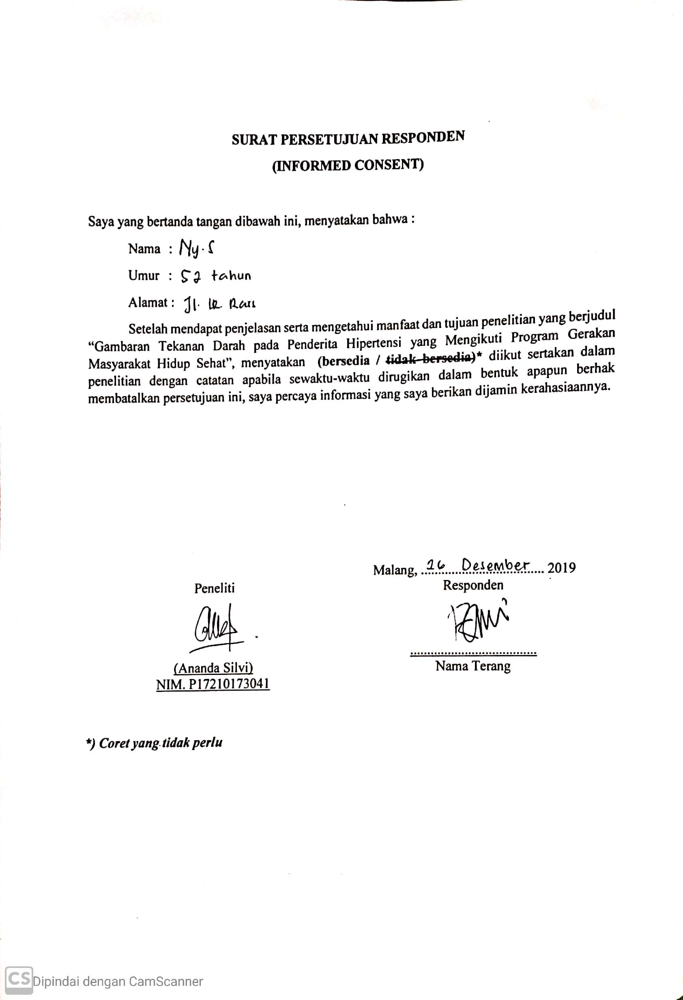 SURAT PERSETUJUAN RESPONDEN
(INFORMED CONSENT)
Saya yang bertanda tangan dibawah ini, menyatakan bahwa :
Nama : Ny. S
Umur : 52 tahun
Alamat : Jl.
Setelah mendapat penjelasan serta mengetahui manfaat dan tujuan penelitian yang berjudul
“Gambaran Tekanan Darah pada Penderita Hipertensi yang Mengikuti Program Gerakan
Masyarakat Hidup Sehat”, menyatakan (bersedia / tidak bersedia)* diikut sertakan dalam
penelitian dengan catatan apabila sewaktu-waktu dirugikan dalam bentuk apapun berhak
membatalkan persetujuan ini, saya percaya informasi yang saya berikan dijamin kerahasiaannya.
Malang, 26 Desember 2019
Peneliti
Responden
(Ananda Silvi)
NIM. P17210173041
Nama Terang
*) Coret yang tidak perlu
CS Dipindai dengan CamScanner